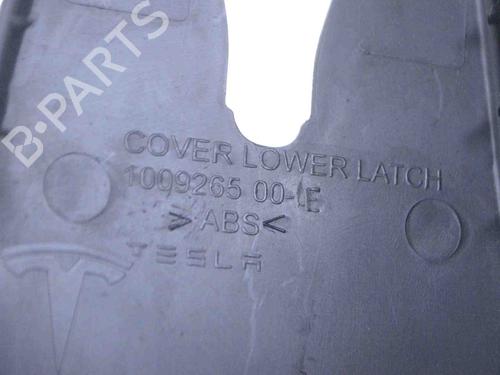 B-PARTS
COVER LOWER LATCH
1009265 00-E
>ABS<
TESLA